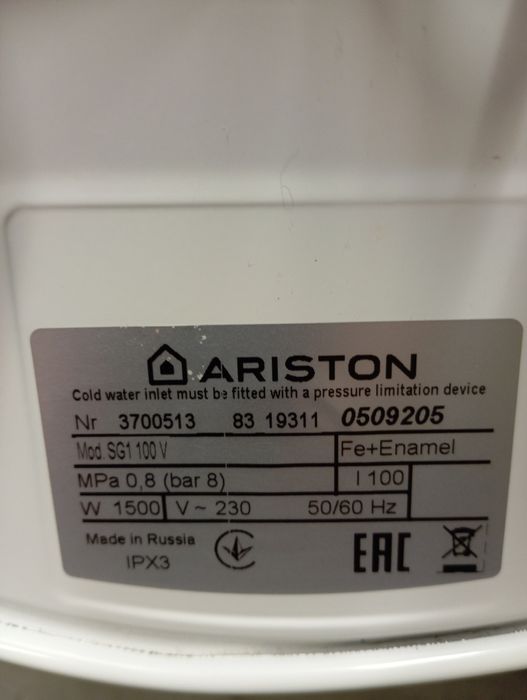 ARISTON
Cold water inlet must be fitted with a pressure limitation device
Nr 3700513 83 19311 0509205
Mod. SG1 100 V Fe+Enamel
MPa 0,8 (bar 8) l 100
W 1500 V ~ 230 50/60 Hz
Made in Russia
IPX3
EAC